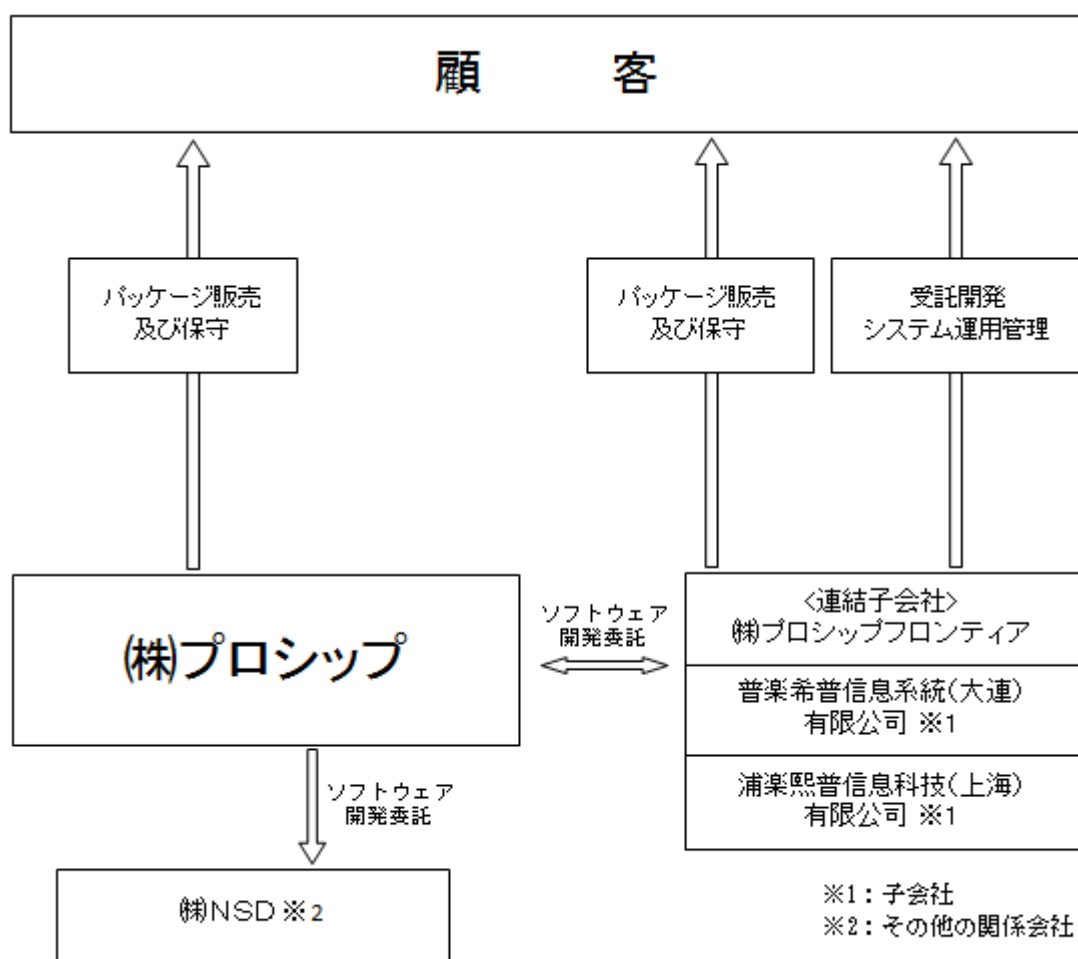 顧　客
パッケージ販売
及び保守
パッケージ販売
及び保守
受託開発
システム運用管理
㈱プロシップ
ソフトウェア
開発委託
<連結子会社>
㈱プロシップフロンティア
普楽希普信息系統(大連)
有限公司 ※1
浦楽熙普信息科技(上海)
有限公司 ※1
ソフトウェア
開発委託
㈱NSD※2
※1：子会社
※2：その他の関係会社